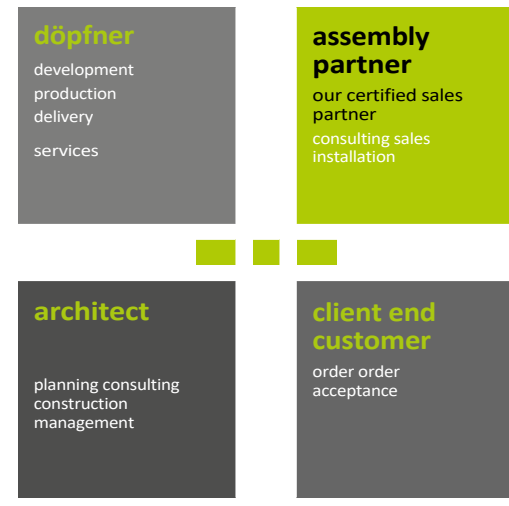 döpfner
development
production
delivery
services
assembly
partner
our certified sales
partner
consulting sales
installation
architect
planning consulting
construction
management
client end
customer
order order
acceptance